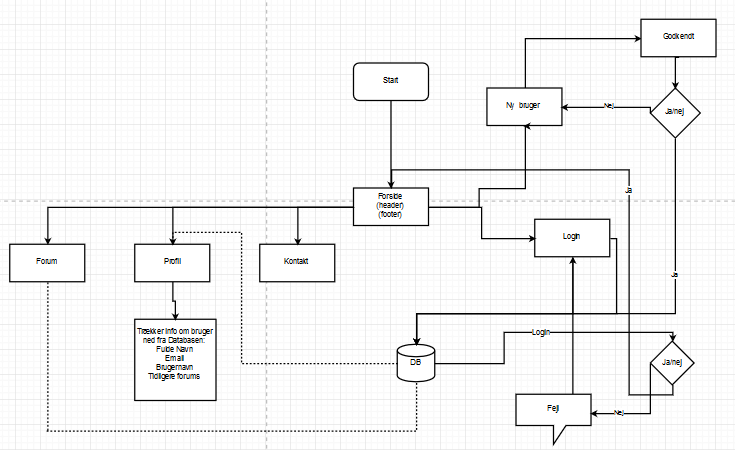 Godkendt
Start
Ny bruger
Nej
Ja/nej
Ja
Forside
(header)
(footer)
Login
Forum
Profil
Kontakt
Ja
Trækker info om bruger
ned fra Databasen:
Fulde Navn
Email
Brugernavn
Tidligere forums
Login
DB
Ja/nej
Fejl
Nej